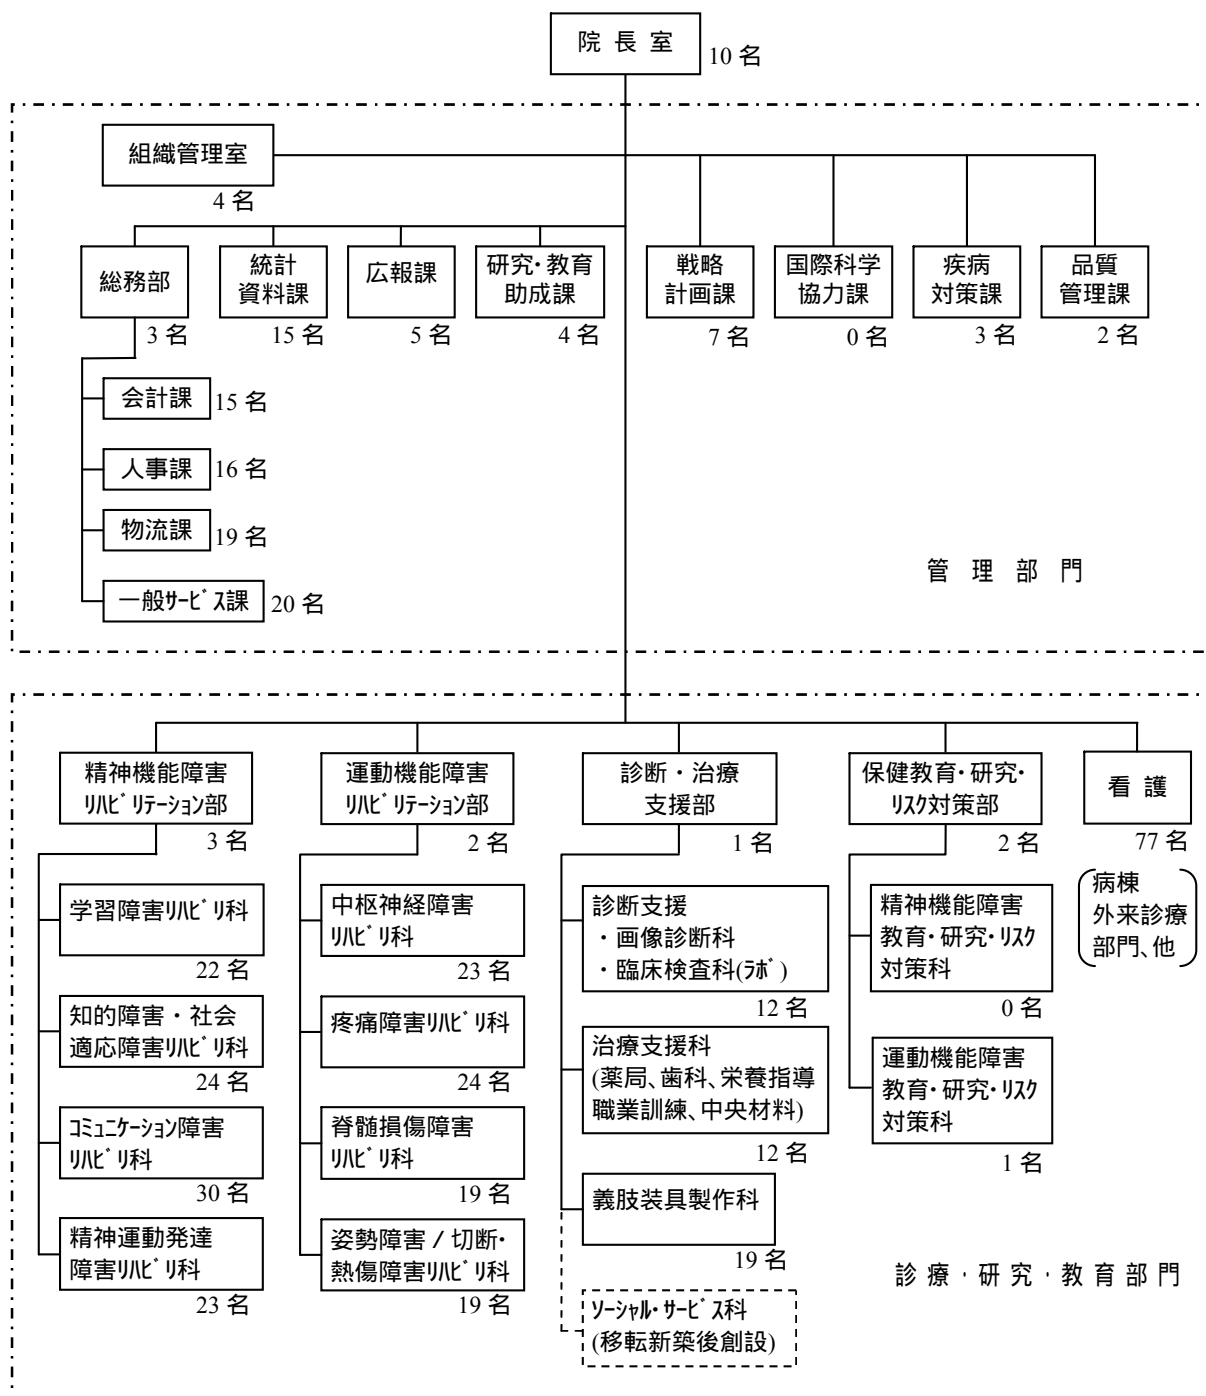 院 長 室
10 名
組織管理室
4 名
総務部
3 名
統計
資料課
15 名
広報課
5 名
研究・教育
助成課
4 名
戦略
計画課
7 名
国際科学
協力課
0 名
疾病
対策課
3 名
品質
管理課
2 名
会計課
15 名
人事課
16 名
物流課
19 名
一般ｻｰﾋﾞｽ課
20 名
管 理 部 門
精神機能障害
ﾘﾊﾋﾞﾘﾃｰｼｮﾝ部
3 名
運動機能障害
ﾘﾊﾋﾞﾘﾃｰｼｮﾝ部
2 名
診断・治療
支援部
1 名
保健教育・研究・
ﾘｽｸ対策部
2 名
看 護
77 名
病棟
外来診療
部門、他
学習障害ﾘﾊﾋﾞﾘ科
22 名
知的障害・社会
適応障害ﾘﾊﾋﾞﾘ科
24 名
ｺﾐｭﾆｹｰｼｮﾝ障害
ﾘﾊﾋﾞﾘ科
30 名
精神運動発達
障害ﾘﾊﾋﾞﾘ科
23 名
中枢神経障害
ﾘﾊﾋﾞﾘ科
23 名
疼痛障害ﾘﾊﾋﾞﾘ科
24 名
脊髄損傷障害
ﾘﾊﾋﾞﾘ科
19 名
姿勢障害 / 切断・
熱傷障害ﾘﾊﾋﾞﾘ科
19 名
診断支援
・画像診断科
・臨床検査科(ﾗﾎﾞ)
12 名
治療支援科
(薬局、歯科、栄養指導
職業訓練、中央材料)
12 名
義肢装具製作科
19 名
ｿｰｼｬﾙ・ｻｰﾋﾞｽ科
(移転新築後創設)
精神機能障害
教育・研究・ﾘｽｸ
対策科
0 名
運動機能障害
教育・研究・ﾘｽｸ
対策科
1 名
診 療 ・ 研 究 ・ 教 育 部 門